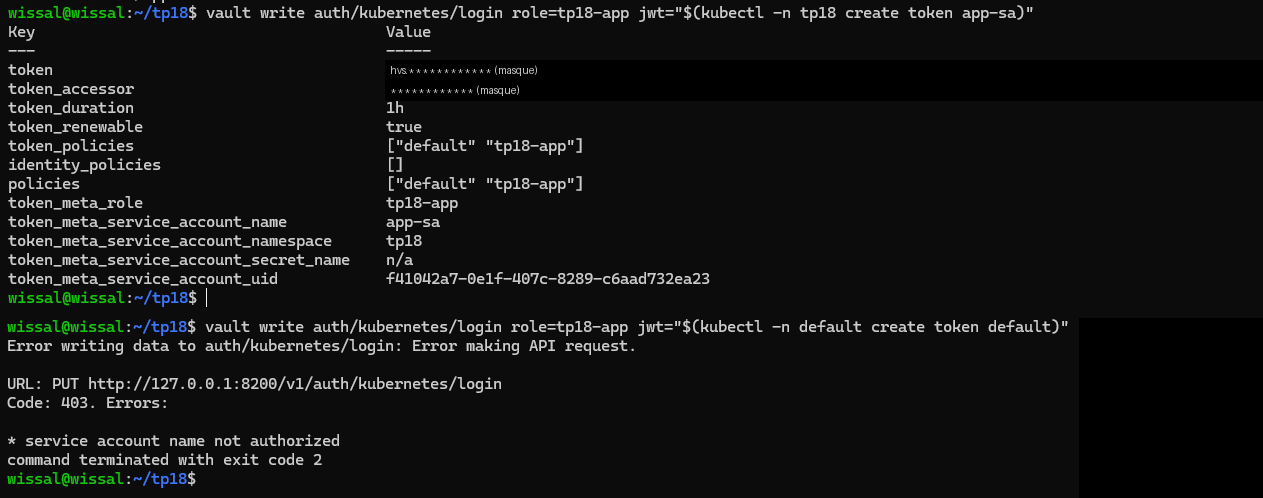 wissal@wissal:~/tp18$ vault write auth/kubernetes/login role=tp18-app jwt="$(kubectl -n tp18 create token app-sa)"
Key Value
--- -----
token hvs.************ (masque)
token_accessor ************ (masque)
token_duration 1h
token_renewable true
token_policies ["default" "tp18-app"]
identity_policies []
policies ["default" "tp18-app"]
token_meta_role tp18-app
token_meta_service_account_name app-sa
token_meta_service_account_namespace tp18
token_meta_service_account_secret_name n/a
token_meta_service_account_uid f41042a7-0e1f-407c-8289-c6aad732ea23
wissal@wissal:~/tp18$
wissal@wissal:~/tp18$ vault write auth/kubernetes/login role=tp18-app jwt="$(kubectl -n default create token default)"
Error writing data to auth/kubernetes/login: Error making API request.
URL: PUT http://127.0.0.1:8200/v1/auth/kubernetes/login
Code: 403. Errors:
* service account name not authorized
command terminated with exit code 2
wissal@wissal:~/tp18$